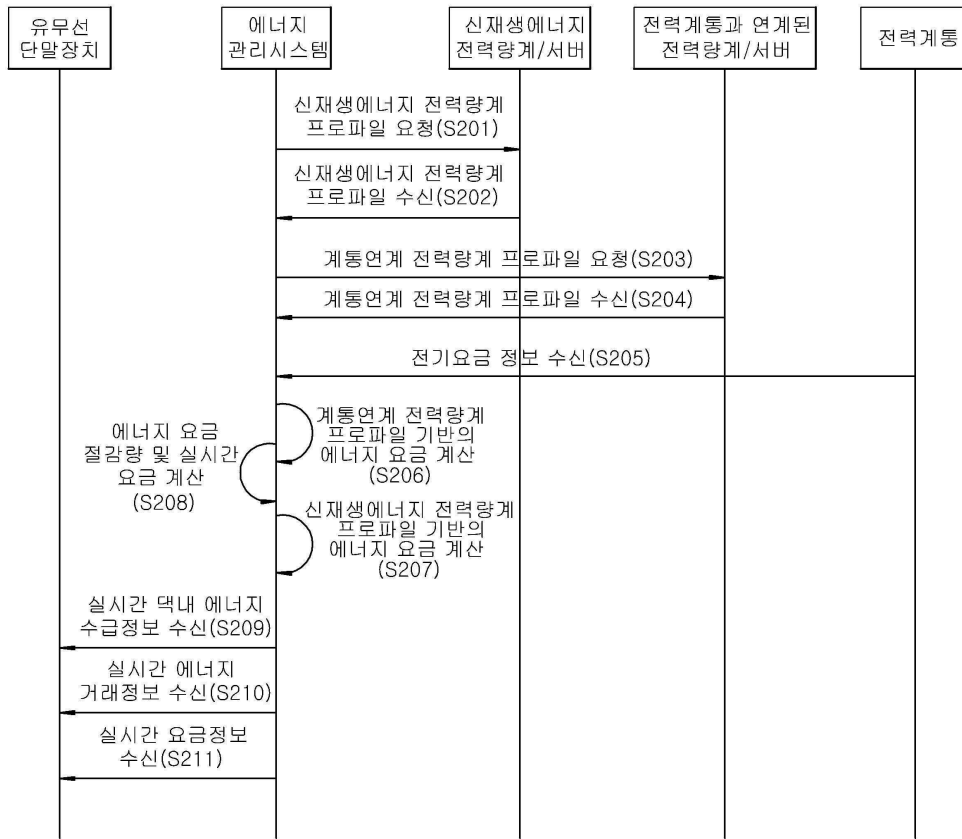 유무선
단말장치
에너지
관리시스템
신재생에너지
전력량계/서버
전력계통과 연계된
전력량계/서버
전력계통
신재생에너지 전력량계
프로파일 요청(S201)
신재생에너지 전력량계
프로파일 수신(S202)
계통연계 전력량계 프로파일 요청(S203)
계통연계 전력량계 프로파일 수신(S204)
전기요금 정보 수신(S205)
계통연계 전력량계
프로파일 기반의
에너지 요금 계산
(S206)
에너지 요금
절감량 및 실시간
요금 계산
(S208)
신재생에너지 전력량계
프로파일 기반의
에너지 요금 계산
(S207)
실시간 댁내 에너지
수급정보 수신(S209)
실시간 에너지
거래정보 수신(S210)
실시간 요금정보
수신(S211)